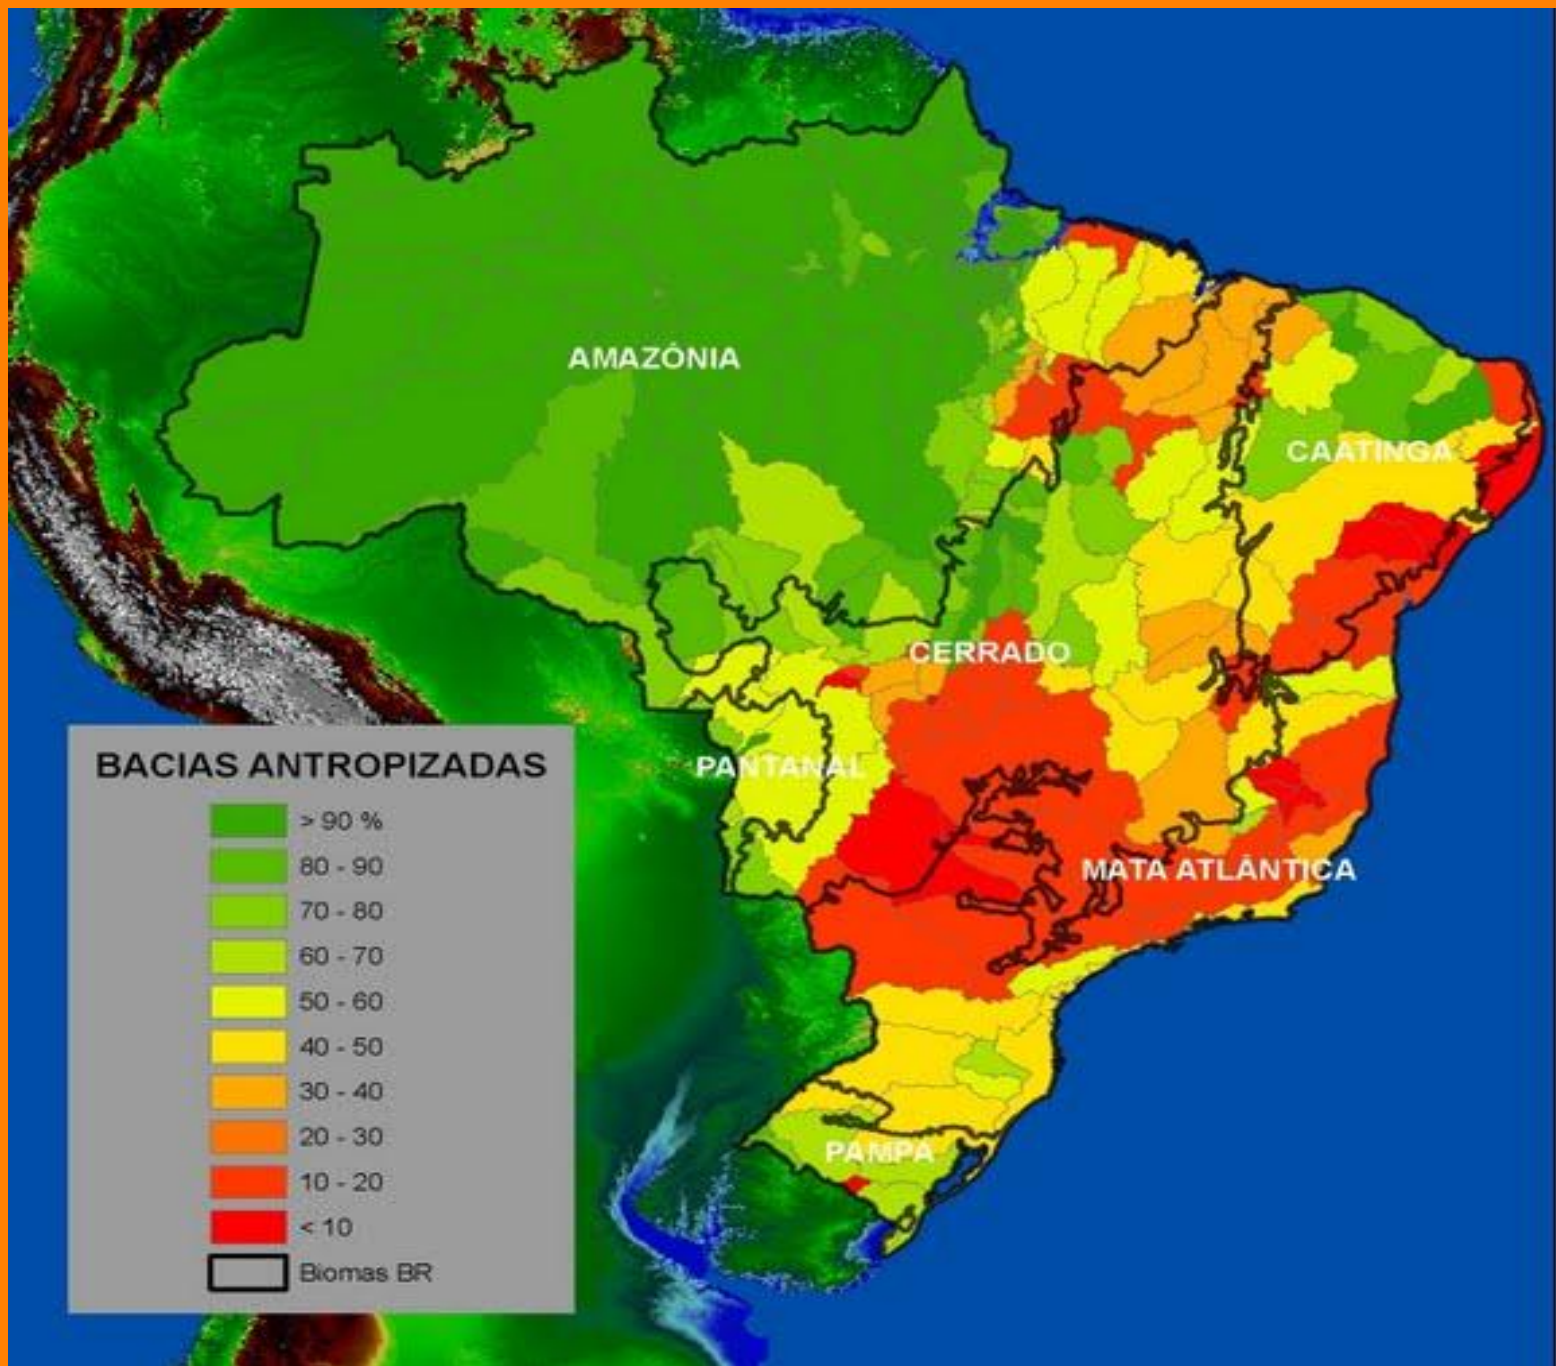 AMAZÔNIA
CAATINGA
CERRADO
PANTANAL
MATA ATLÂNTICA
PAMPA
BACIAS ANTROPIZADAS
> 90 %
80 - 90
70 - 80
60 - 70
50 - 60
40 - 50
30 - 40
20 - 30
10 - 20
< 10
Biomas BR